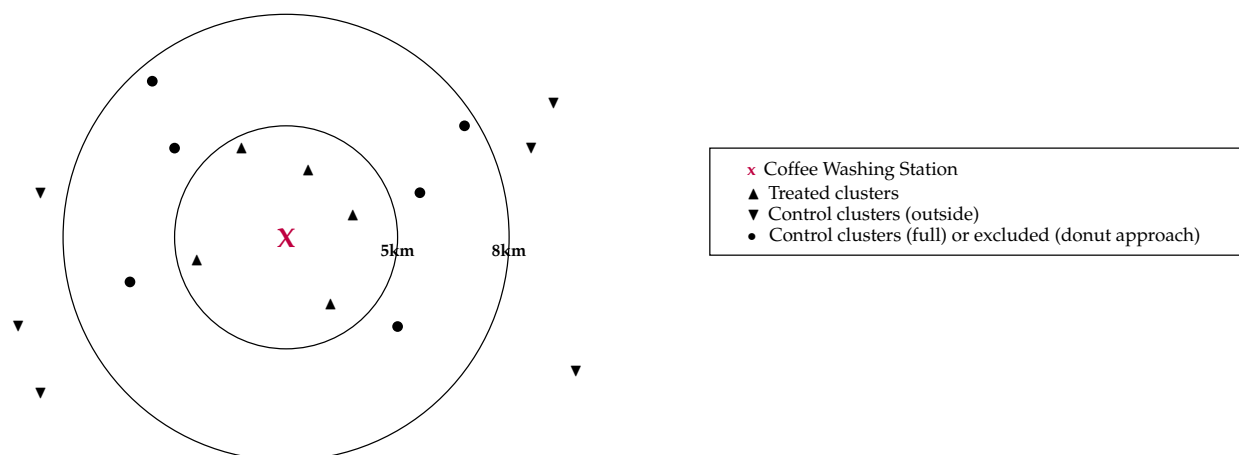 x
5km
8km
x Coffee Washing Station
▲ Treated clusters
▼ Control clusters (outside)
● Control clusters (full) or excluded (donut approach)